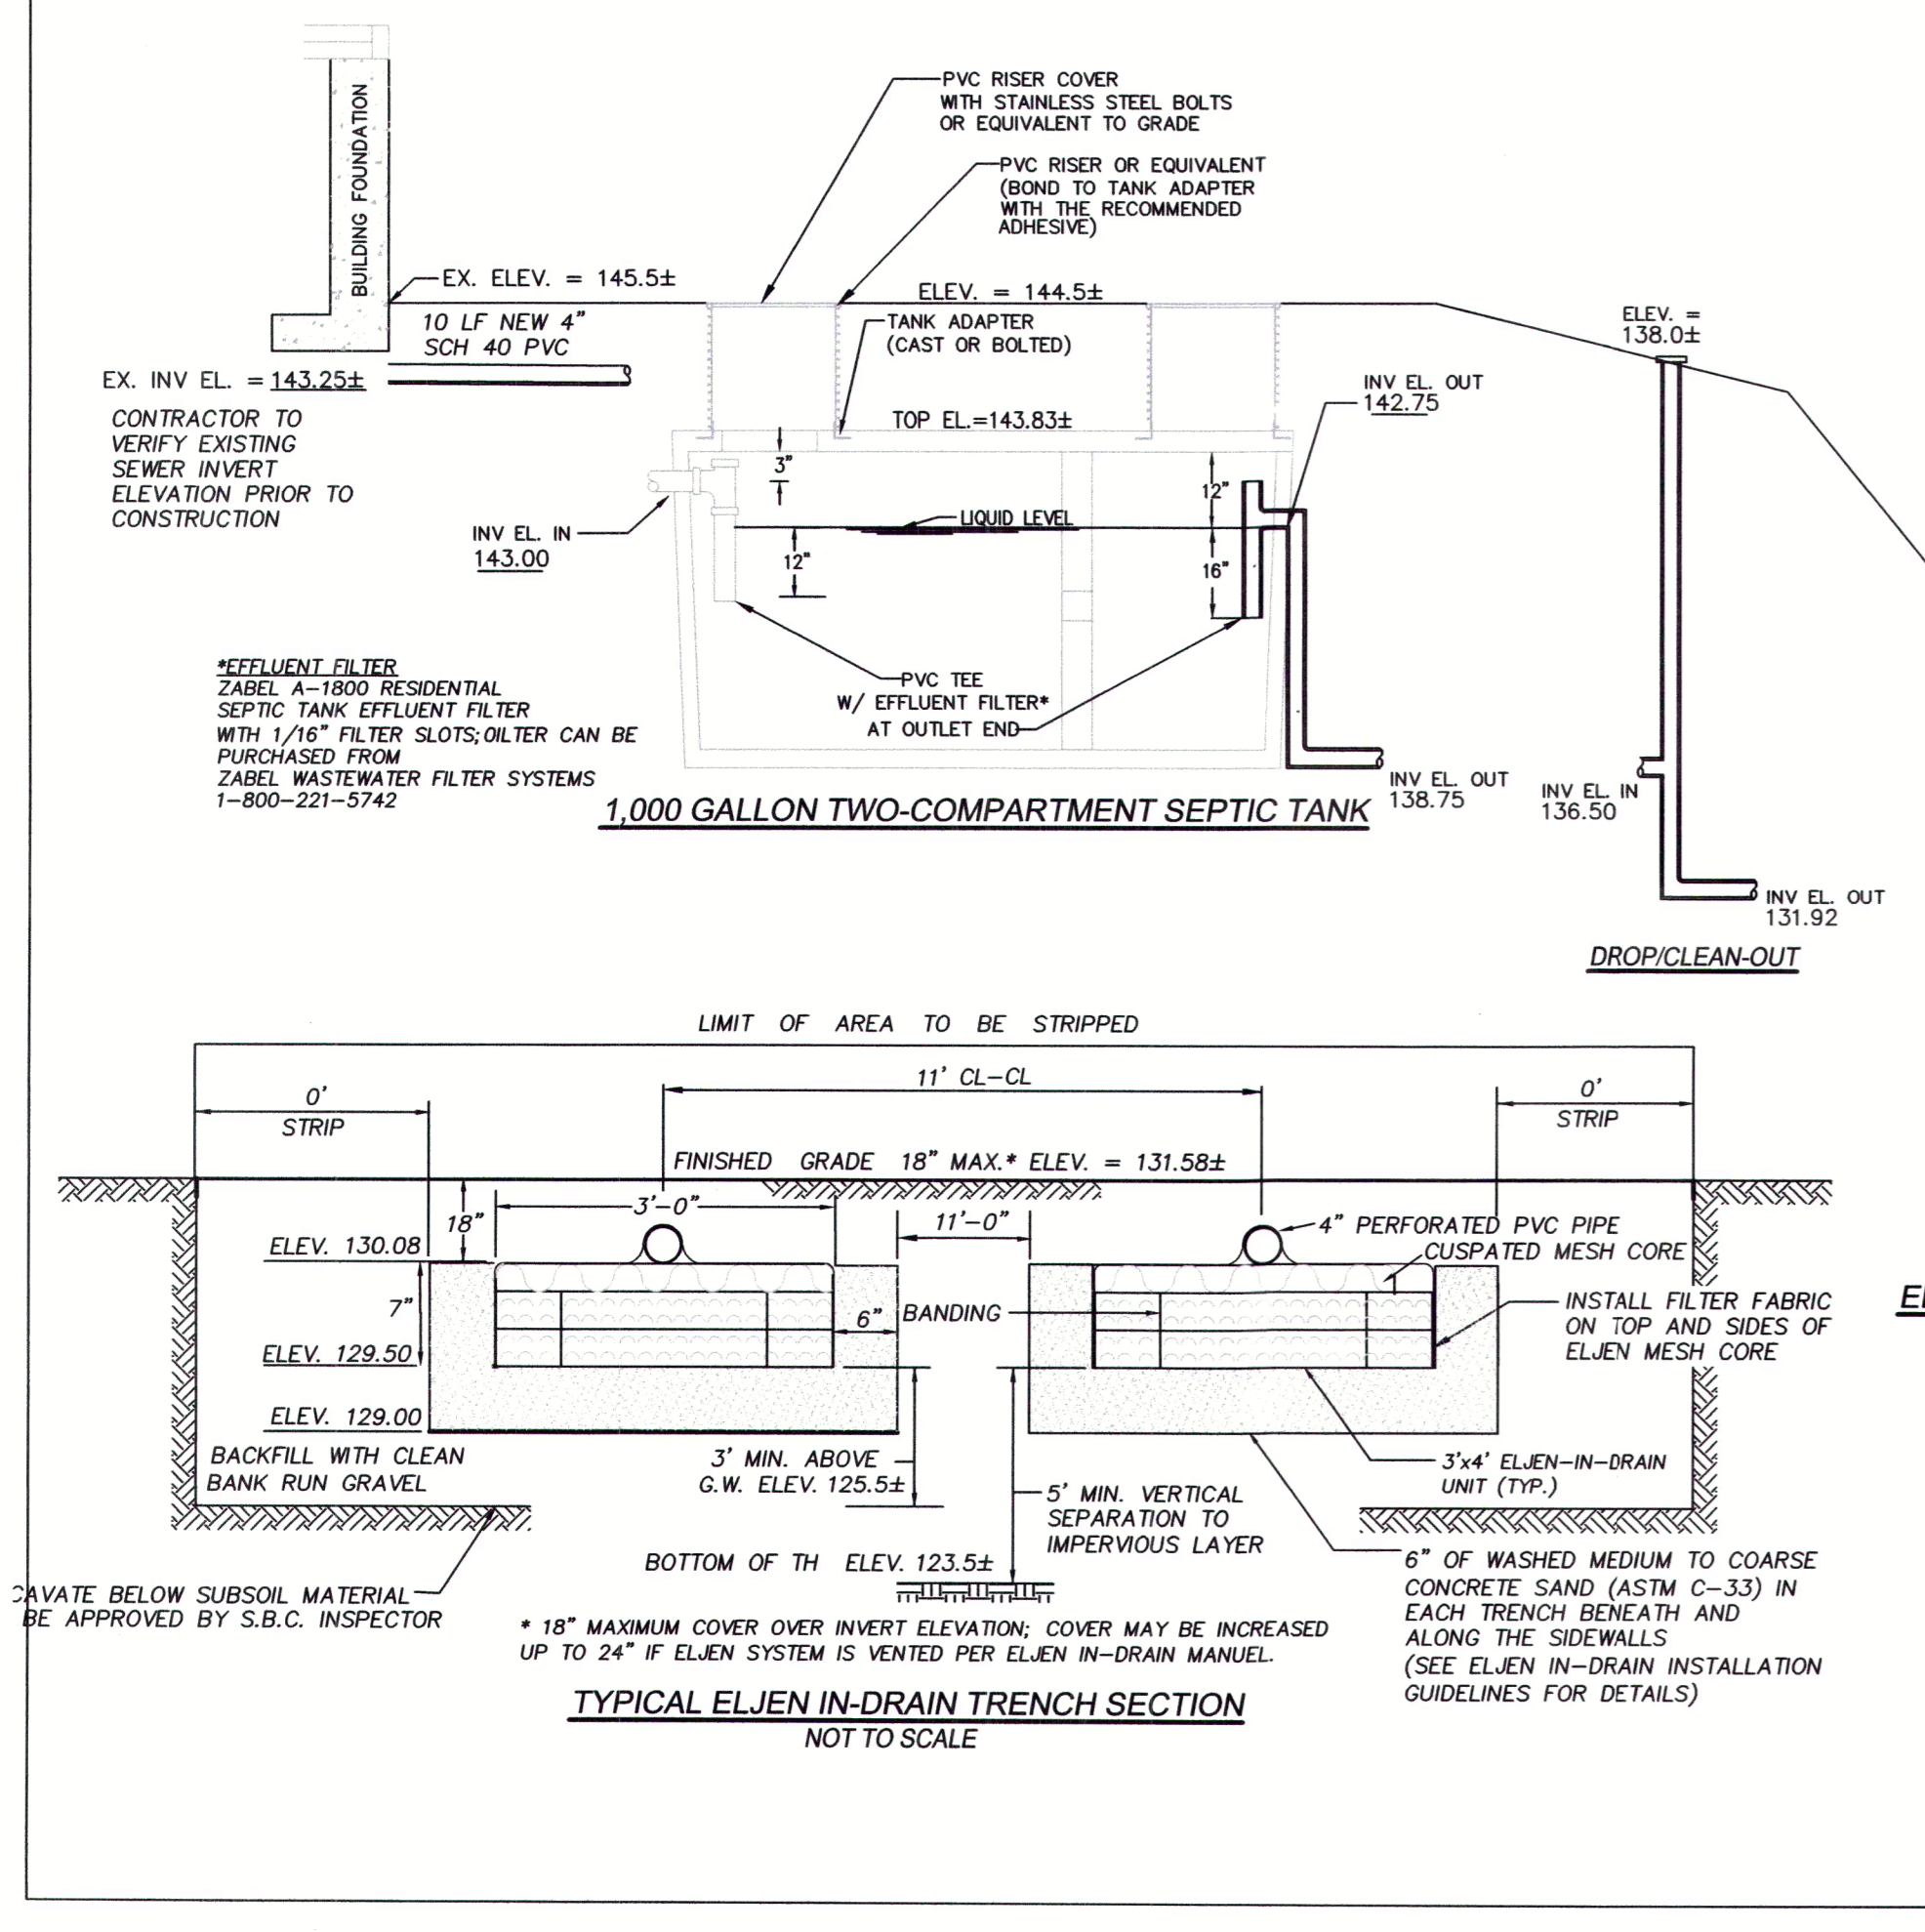 BUILDING FOUNDATION
PVC RISER COVER
WITH STAINLESS STEEL BOLTS
OR EQUIVALENT TO GRADE
PVC RISER OR EQUIVALENT
(BOND TO TANK ADAPTER
WITH THE RECOMMENDED
ADHESIVE)
EX. ELEV. = 145.5±
ELEV. = 144.5±
10 LF NEW 4"
SCH 40 PVC
TANK ADAPTER
(CAST OR BOLTED)
ELEV. =
138.0±
EX. INV EL. = 143.25±
CONTRACTOR TO
VERIFY EXISTING
SEWER INVERT
ELEVATION PRIOR TO
CONSTRUCTION
INV EL. OUT
142.75
TOP EL.=143.83±
3"
12"
LIQUID LEVEL
INV EL. IN
143.00
12"
16"
*EFFLUENT FILTER
ZABEL A-1800 RESIDENTIAL
SEPTIC TANK EFFLUENT FILTER
WITH 1/16" FILTER SLOTS; OILTER CAN BE
PURCHASED FROM
ZABEL WASTEWATER FILTER SYSTEMS
1-800-221-5742
PVC TEE
W/ EFFLUENT FILTER*
AT OUTLET END
1,000 GALLON TWO-COMPARTMENT SEPTIC TANK
INV EL. OUT
138.75
INV EL. IN
136.50
INV EL. OUT
131.92
DROP/CLEAN-OUT
LIMIT OF AREA TO BE STRIPPED
11' CL-CL
0'
STRIP
0'
STRIP
FINISHED GRADE 18" MAX.* ELEV. = 131.58±
18"
3'-0"
11'-0"
4" PERFORATED PVC PIPE
CUSPATED MESH CORE
ELEV. 130.08
7"
6"
BANDING
INSTALL FILTER FABRIC
ON TOP AND SIDES OF
ELJEN MESH CORE
ELEV. 129.50
ELEV. 129.00
BACKFILL WITH CLEAN
BANK RUN GRAVEL
3' MIN. ABOVE
G.W. ELEV. 125.5±
3'x4' ELJEN-IN-DRAIN
UNIT (TYP.)
5' MIN. VERTICAL
SEPARATION TO
IMPERVIOUS LAYER
BOTTOM OF TH ELEV. 123.5±
CAVATE BELOW SUBSOIL MATERIAL
BE APPROVED BY S.B.C. INSPECTOR
6" OF WASHED MEDIUM TO COARSE
CONCRETE SAND (ASTM C-33) IN
EACH TRENCH BENEATH AND
ALONG THE SIDEWALLS
(SEE ELJEN IN-DRAIN INSTALLATION
GUIDELINES FOR DETAILS)
* 18" MAXIMUM COVER OVER INVERT ELEVATION; COVER MAY BE INCREASED
UP TO 24" IF ELJEN SYSTEM IS VENTED PER ELJEN IN-DRAIN MANUEL.
TYPICAL ELJEN IN-DRAIN TRENCH SECTION
NOT TO SCALE